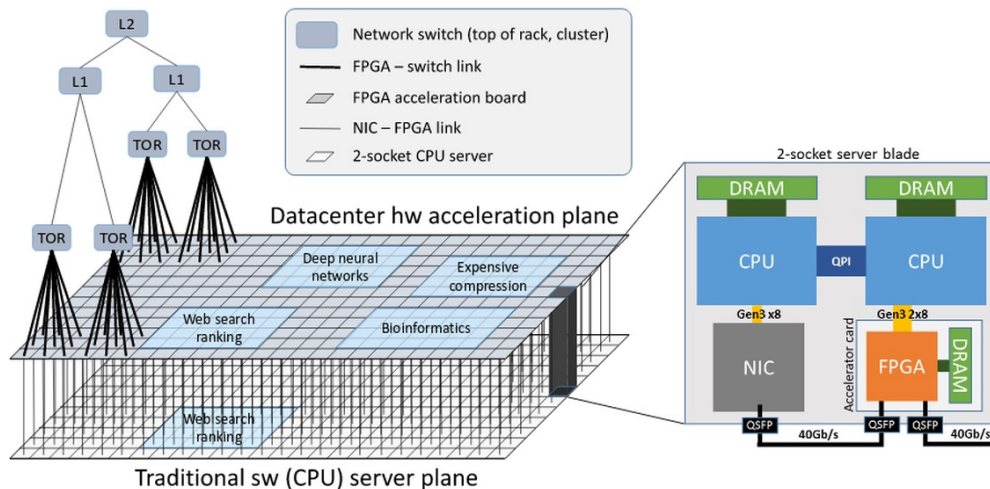 L2
L1
L1
TOR
TOR
TOR
TOR
Network switch (top of rack, cluster)
FPGA – switch link
FPGA acceleration board
NIC – FPGA link
2-socket CPU server
Datacenter hw acceleration plane
Deep neural
networks
Expensive
compression
Web search
ranking
Bioinformatics
Web search
ranking
Traditional sw (CPU) server plane
2-socket server blade
DRAM
DRAM
CPU
QPI
CPU
Gen3 x8
Gen3 2x8
NIC
Accelerator card
FPGA
DRAM
QSFP
QSFP
QSFP
40Gb/s
40Gb/s